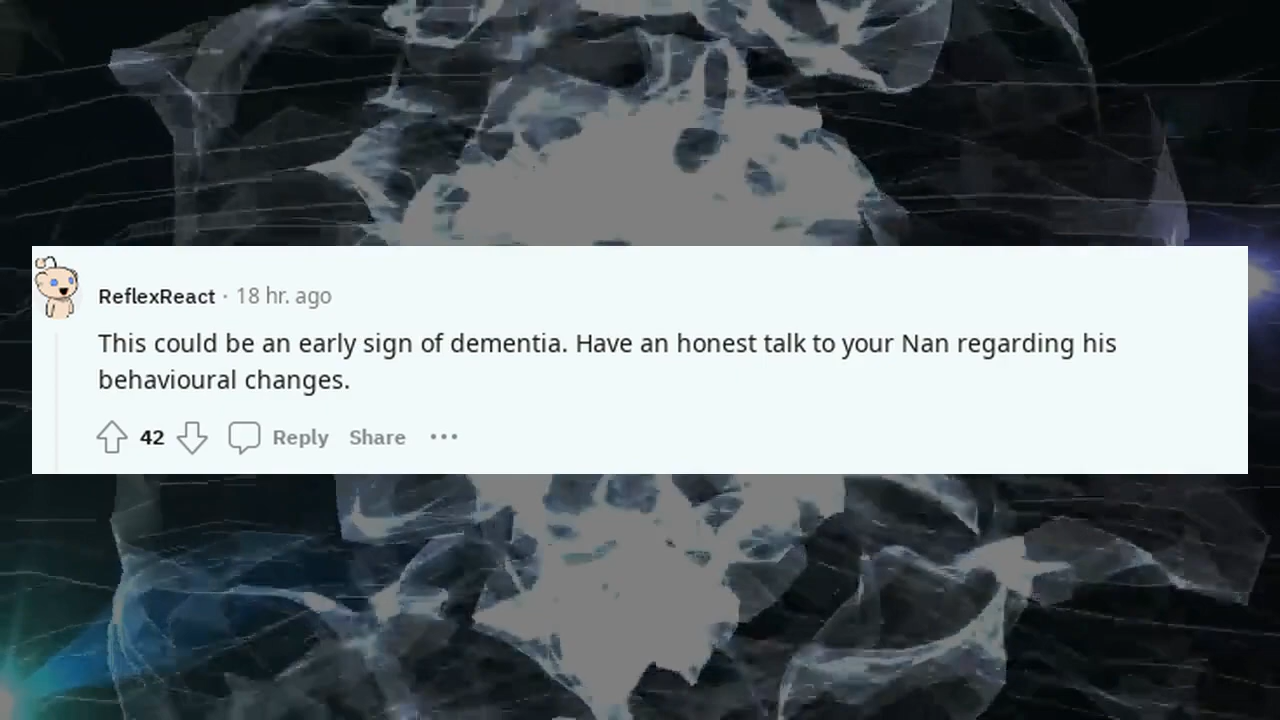 ReflexReact · 18 hr. ago
This could be an early sign of dementia. Have an honest talk to your Nan regarding his
behavioural changes.
42 Reply Share ...